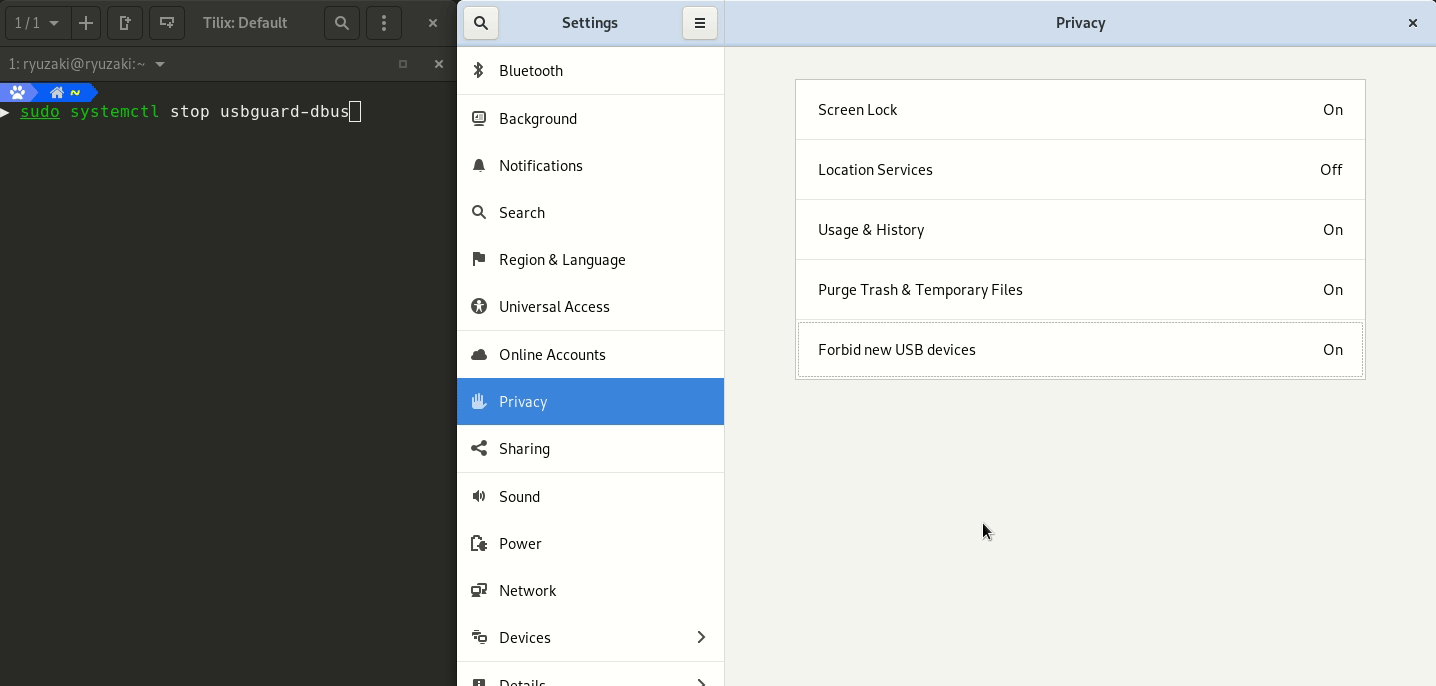 1 / 1
Tilix: Default
1: ryuzaki@ryuzaki:~
~
sudo systemctl stop usbguard-dbus
Settings
Bluetooth
Background
Notifications
Search
Region & Language
Universal Access
Online Accounts
Privacy
Sharing
Sound
Power
Network
Devices
Details
Privacy
Screen Lock On
Location Services Off
Usage & History On
Purge Trash & Temporary Files On
Forbid new USB devices On